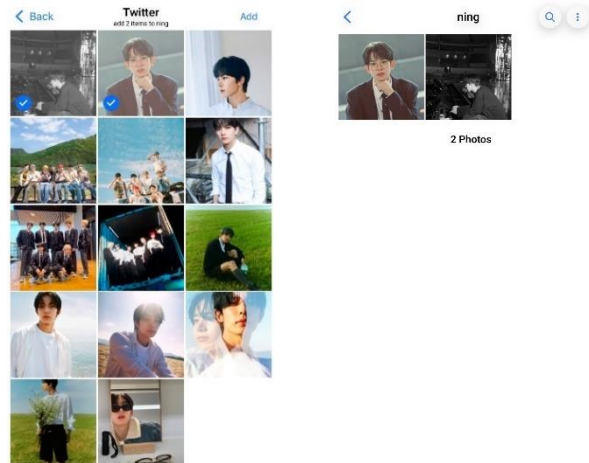 Back
Twitter
Add
add 2 items to ning
ning
2 Photos